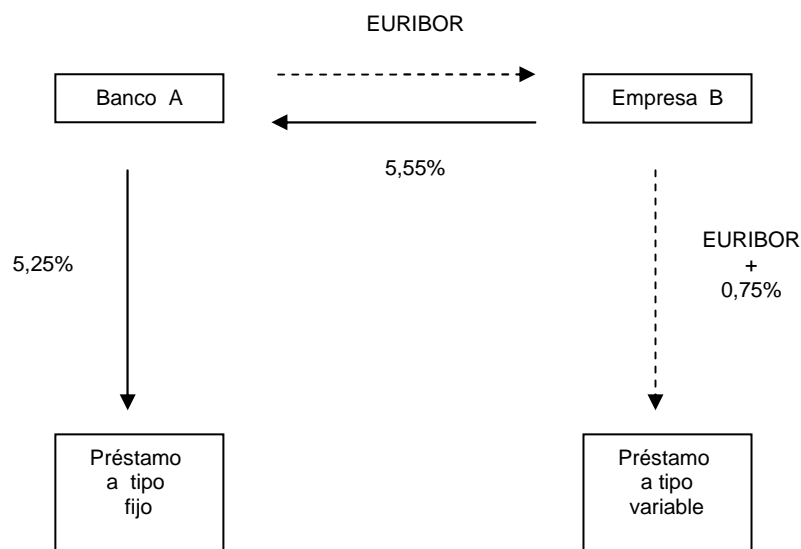 EURIBOR
Banco A
Empresa B
5,55%
5,25%
EURIBOR
+
0,75%
Préstamo
a tipo
fijo
Préstamo
a tipo
variable